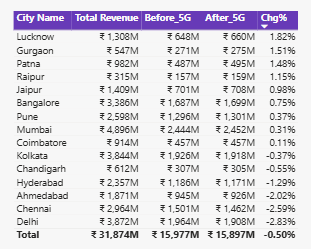 City Name Total Revenue Before_5G After_5G Chg%
Lucknow ₹ 1,308M ₹ 648M ₹ 660M 1.82%
Gurgaon ₹ 547M ₹ 271M ₹ 275M 1.51%
Patna ₹ 982M ₹ 487M ₹ 495M 1.48%
Raipur ₹ 315M ₹ 157M ₹ 159M 1.15%
Jaipur ₹ 1,409M ₹ 701M ₹ 708M 0.98%
Bangalore ₹ 3,386M ₹ 1,687M ₹ 1,699M 0.75%
Pune ₹ 2,598M ₹ 1,296M ₹ 1,301M 0.37%
Mumbai ₹ 4,896M ₹ 2,444M ₹ 2,452M 0.31%
Coimbatore ₹ 914M ₹ 457M ₹ 457M 0.11%
Kolkata ₹ 3,844M ₹ 1,926M ₹ 1,918M -0.37%
Chandigarh ₹ 612M ₹ 307M ₹ 305M -0.55%
Hyderabad ₹ 2,357M ₹ 1,186M ₹ 1,171M -1.29%
Ahmedabad ₹ 1,871M ₹ 945M ₹ 926M -2.02%
Chennai ₹ 2,964M ₹ 1,501M ₹ 1,462M -2.59%
Delhi ₹ 3,872M ₹ 1,964M ₹ 1,908M -2.83%
Total ₹ 31,874M ₹ 15,977M ₹ 15,897M -0.50%